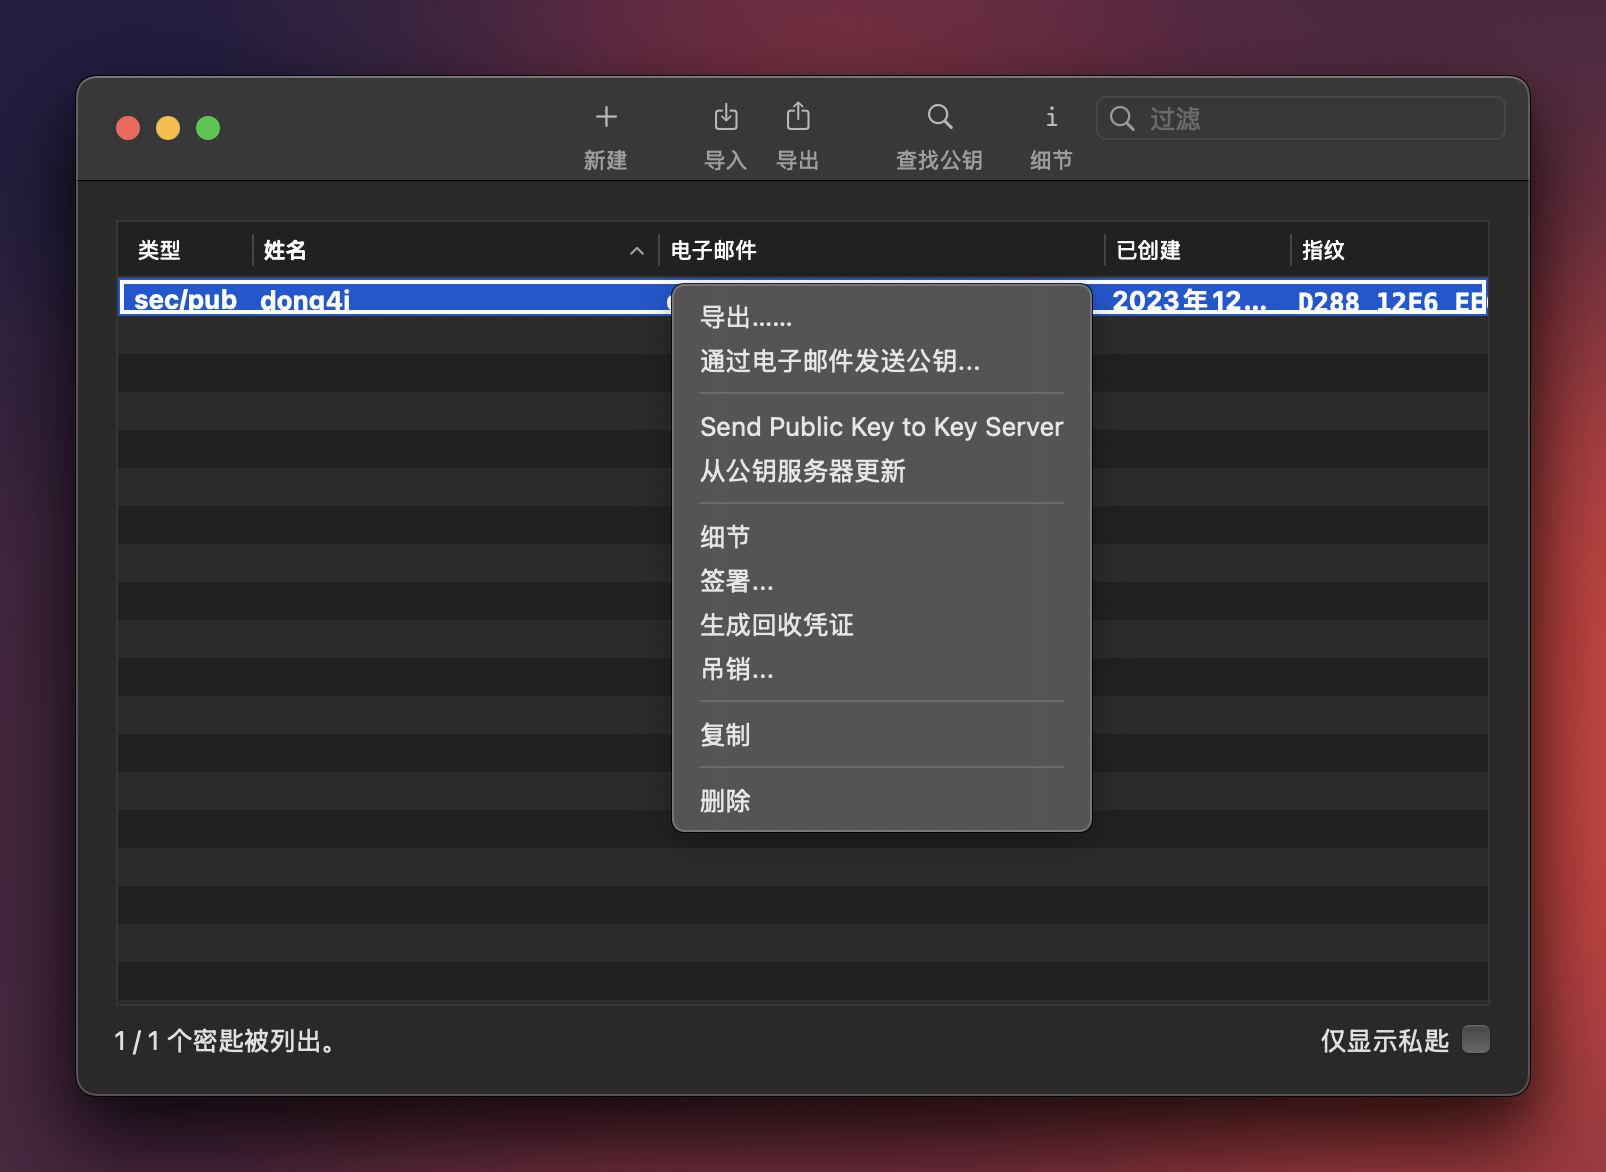 新建
导入
导出
查找公钥
细节
过滤
类型
姓名
电子邮件
已创建
指纹
sec/pub
dong4j
2023年12...
D288 12E6
导出......
通过电子邮件发送公钥...
Send Public Key to Key Server
从公钥服务器更新
细节
签署...
生成回收凭证
吊销...
复制
删除
1 / 1 个密匙被列出。
仅显示私匙